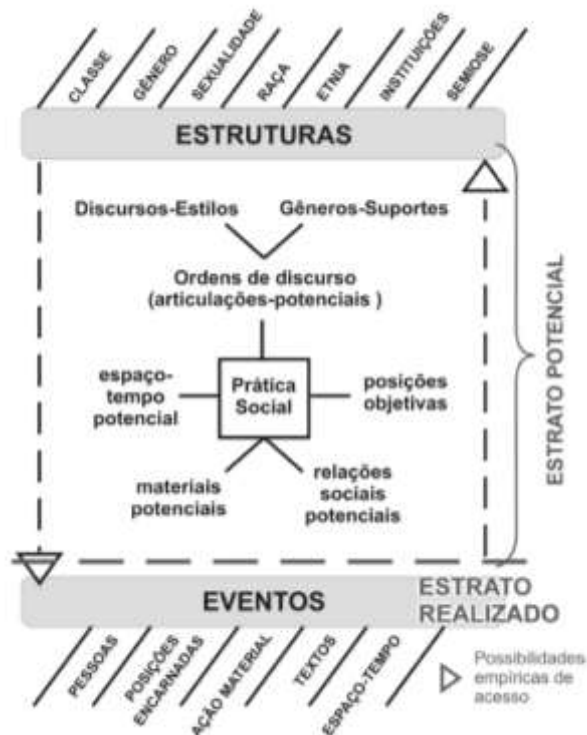 CLASSE
GÊNERO
SEXUALIDADE
RAÇA
ETNIA
INSTITUIÇÕES
SEMIOSE
ESTRUTURAS
Discursos-Estilos
Gêneros-Suportes
Ordens de discurso
(articulações-potenciais )
espaço-
tempo
potencial
Prática
Social
posições
objetivas
materiais
potenciais
relações
sociais
potenciais
ESTRATO POTENCIAL
EVENTOS
ESTRATO
REALIZADO
PESSOAS
POSIÇÕES
ENCARNADAS
AÇÃO MATERIAL
TEXTOS
ESPAÇO-TEMPO
Possibilidades
empíricas de
acesso